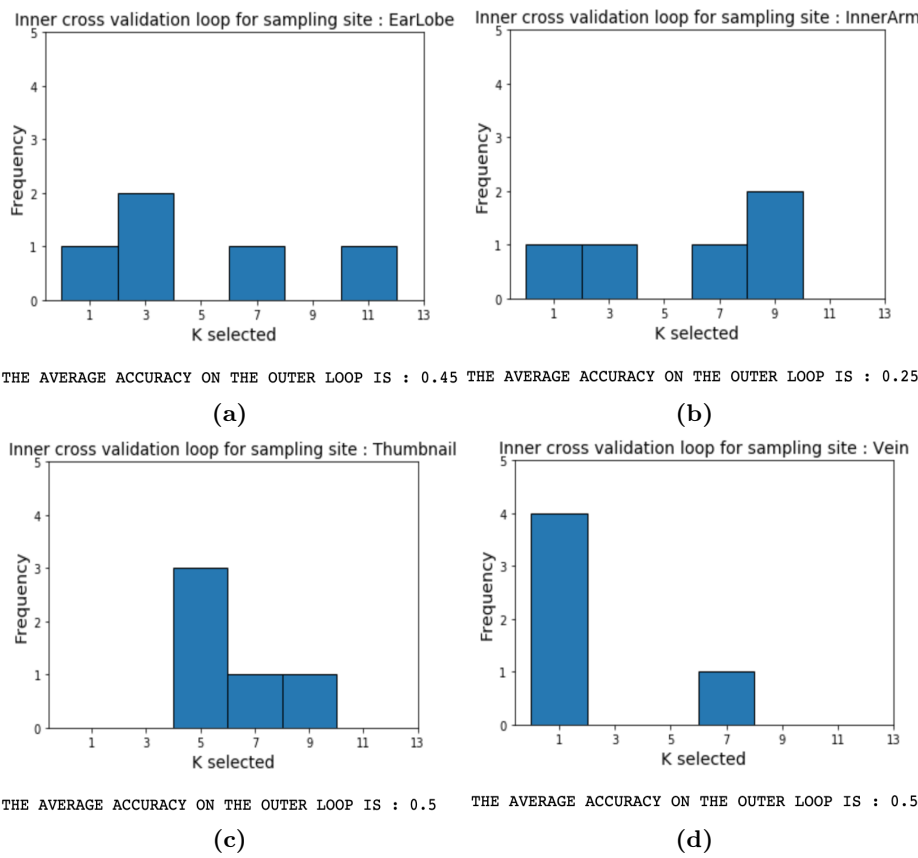 Inner cross validation loop for sampling site : EarLobe
5
4
3
2
1
0
Frequency
1 3 5 7 9 11 13
K selected
THE AVERAGE ACCURACY ON THE OUTER LOOP IS : 0.45
(a)
Inner cross validation loop for sampling site : InnerArm
5
4
3
2
1
0
Frequency
1 3 5 7 9 11 13
K selected
THE AVERAGE ACCURACY ON THE OUTER LOOP IS : 0.25
(b)
Inner cross validation loop for sampling site : Thumbnail
5
4
3
2
1
0
Frequency
1 3 5 7 9 11 13
K selected
THE AVERAGE ACCURACY ON THE OUTER LOOP IS : 0.5
(c)
Inner cross validation loop for sampling site : Vein
5
4
3
2
1
0
Frequency
1 3 5 7 9 11 13
K selected
THE AVERAGE ACCURACY ON THE OUTER LOOP IS : 0.5
(d)